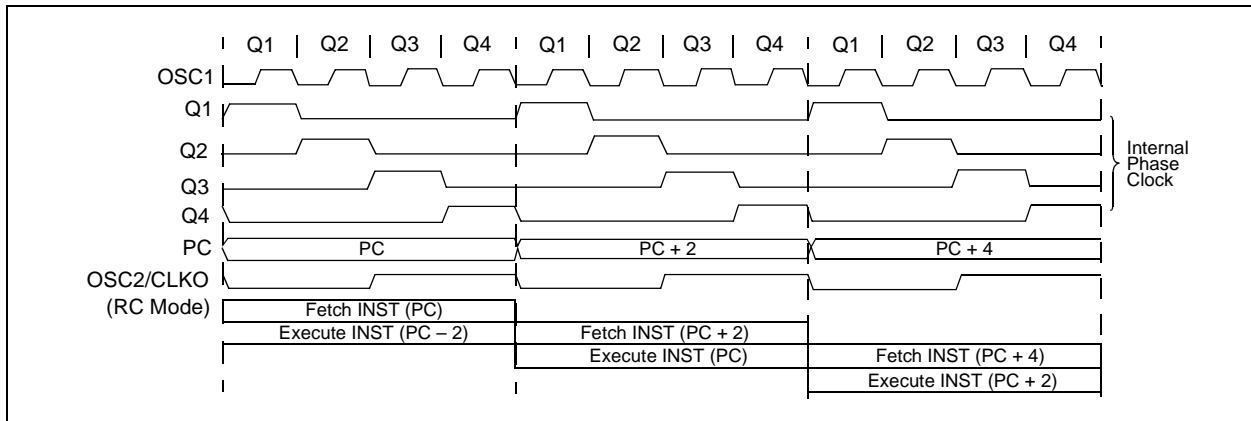 Q1 Q2 Q3 Q4 Q1 Q2 Q3 Q4 Q1 Q2 Q3 Q4
OSC1
Q1
Q2
Q3
Q4
Internal
Phase
Clock
PC PC PC + 2 PC + 4
OSC2/CLKO
(RC Mode)
Fetch INST (PC)
Execute INST (PC – 2) Fetch INST (PC + 2)
Execute INST (PC) Fetch INST (PC + 4)
Execute INST (PC + 2)